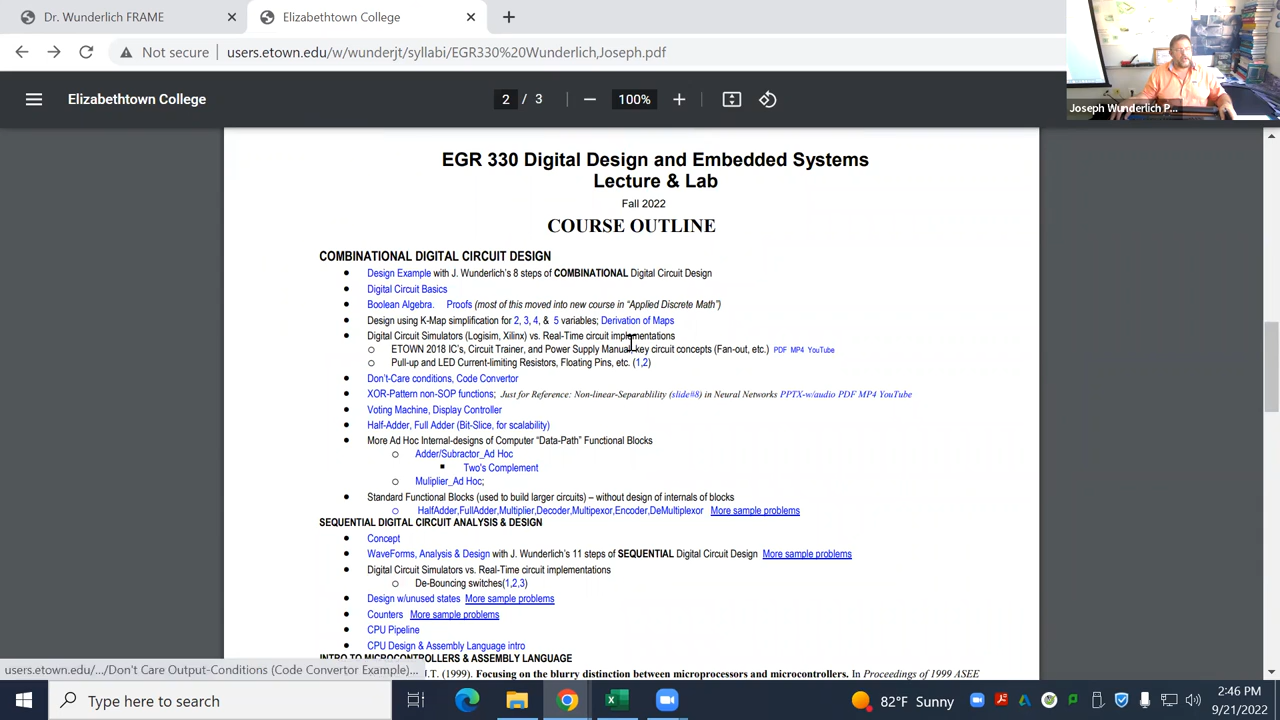 Dr. Wunderlich FRAME
Elizabethtown College
Not secure
users.etown.edu/w/wunderjt/syllabi/EGR330%20Wunderlich,Joseph.pdf
Elizabethtown College
2 / 3
100%
Joseph Wunderlich P...
EGR 330 Digital Design and Embedded Systems
Lecture & Lab
Fall 2022
COURSE OUTLINE
COMBINATIONAL DIGITAL CIRCUIT DESIGN
Design Example with J. Wunderlich's 8 steps of COMBINATIONAL Digital Circuit Design
Digital Circuit Basics
Boolean Algebra. Proofs (most of this moved into new course in "Applied Discrete Math")
Design using K-Map simplification for 2, 3, 4, & 5 variables; Derivation of Maps
Digital Circuit Simulators (Logisim, Xilinx) vs. Real-Time circuit implementations
ETOWN 2018 IC's, Circuit Trainer, and Power Supply Manual-key circuit concepts (Fan-out, etc.) PDF MP4 YouTube
Pull-up and LED Current-limiting Resistors, Floating Pins, etc. (1,2)
Don't-Care conditions, Code Convertor
XOR-Pattern non-SOP functions; Just for Reference: Non-linear-Separablility (slide#8) in Neural Networks PPTX-w/audio PDF MP4 YouTube
Voting Machine, Display Controller
Half-Adder, Full Adder (Bit-Slice, for scalability)
More Ad Hoc Internal-designs of Computer "Data-Path" Functional Blocks
Adder/Subractor_Ad Hoc
Two's Complement
Muliplier_Ad Hoc;
Standard Functional Blocks (used to build larger circuits) – without design of internals of blocks
HalfAdder,FullAdder,Multiplier,Decoder,Multipexor,Encoder,DeMultiplexor More sample problems
SEQUENTIAL DIGITAL CIRCUIT ANALYSIS & DESIGN
Concept
WaveForms, Analysis & Design with J. Wunderlich's 11 steps of SEQUENTIAL Digital Circuit Design More sample problems
Digital Circuit Simulators vs. Real-Time circuit implementations
De-Bouncing switches(1,2,3)
Design w/unused states More sample problems
Counters More sample problems
CPU Pipeline
CPU Design & Assembly Language intro
INTRO TO MICROCONTROLLERS & ASSEMBLY LANGUAGE
J.T. (1999). Focusing on the blurry distinction between microprocessors and microcontrollers. In Proceedings of 1999 ASEE
users.etown.edu/.../Don't Care Output-Conditions (Code Convertor Example)...
Type here to search
82°F Sunny
2:46 PM
9/21/2022